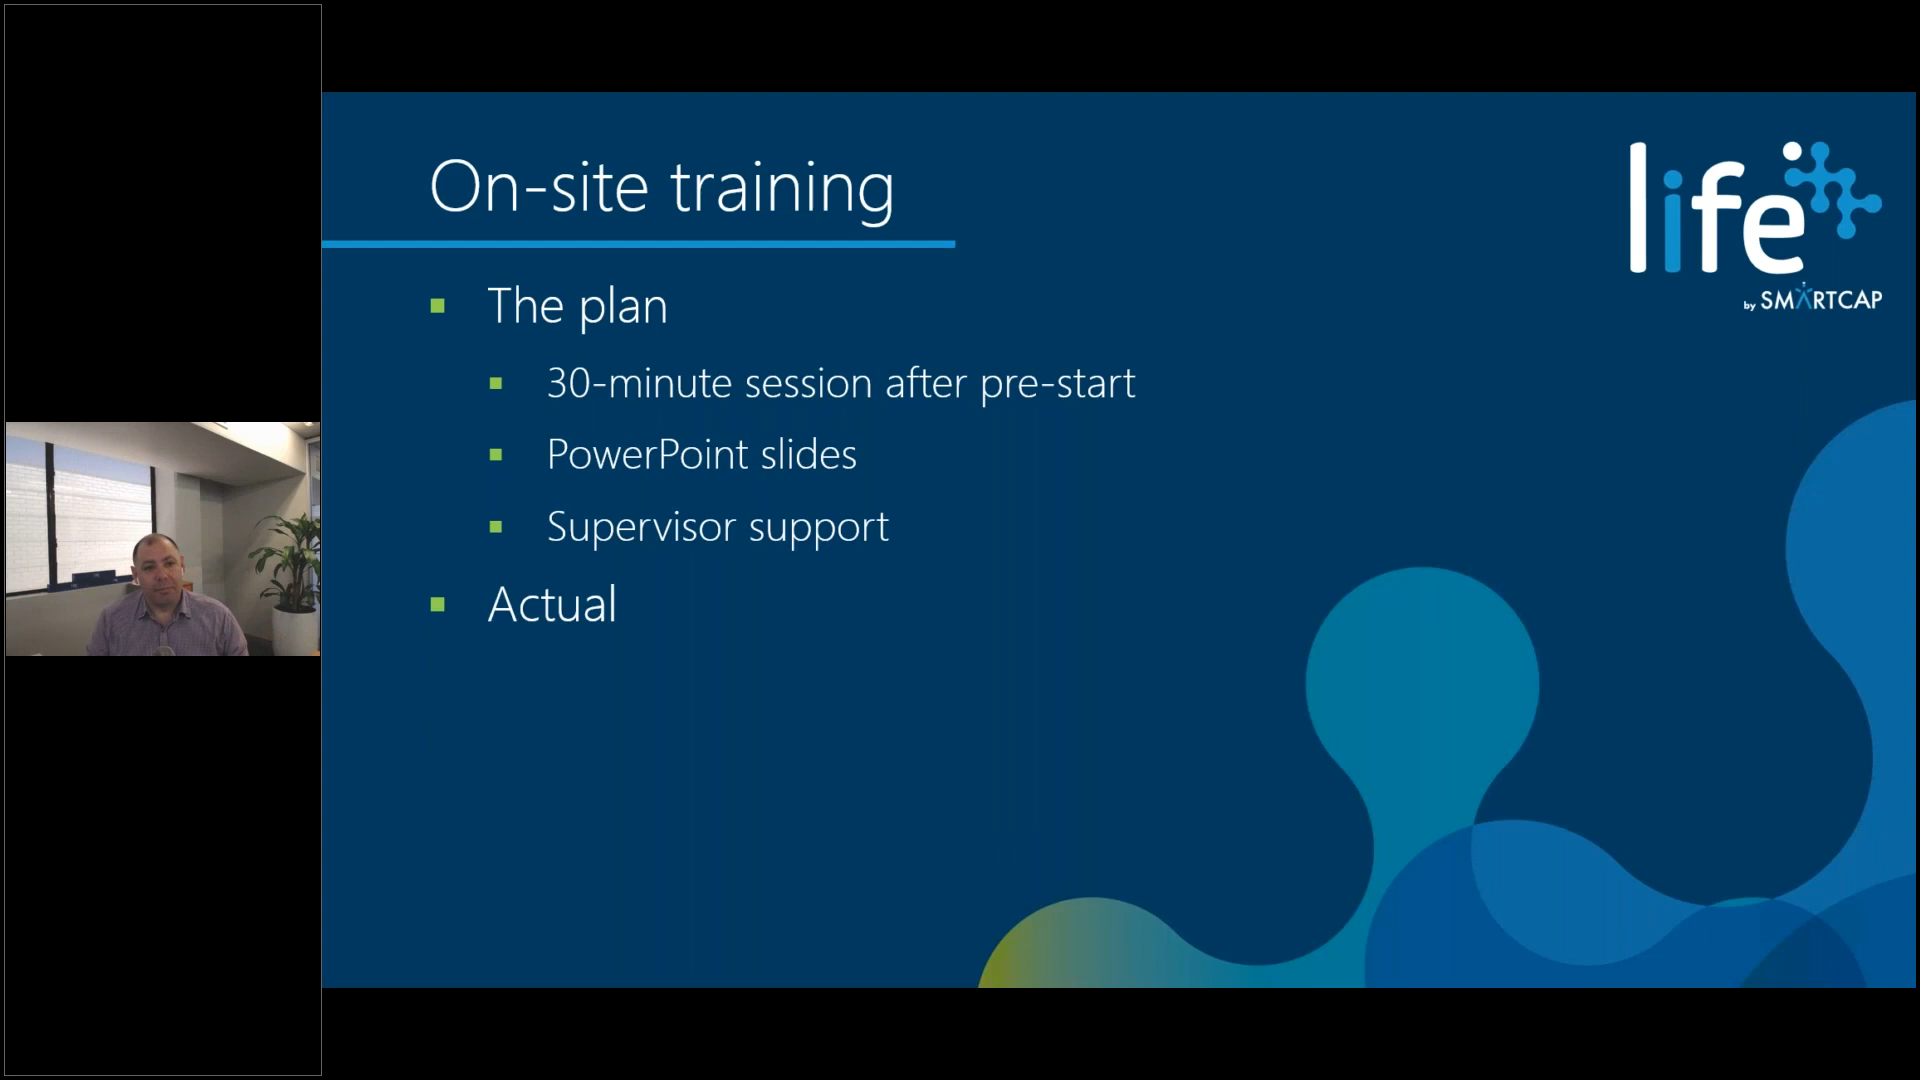 On-site training
life
by SMARTCAP
The plan
30-minute session after pre-start
PowerPoint slides
Supervisor support
Actual